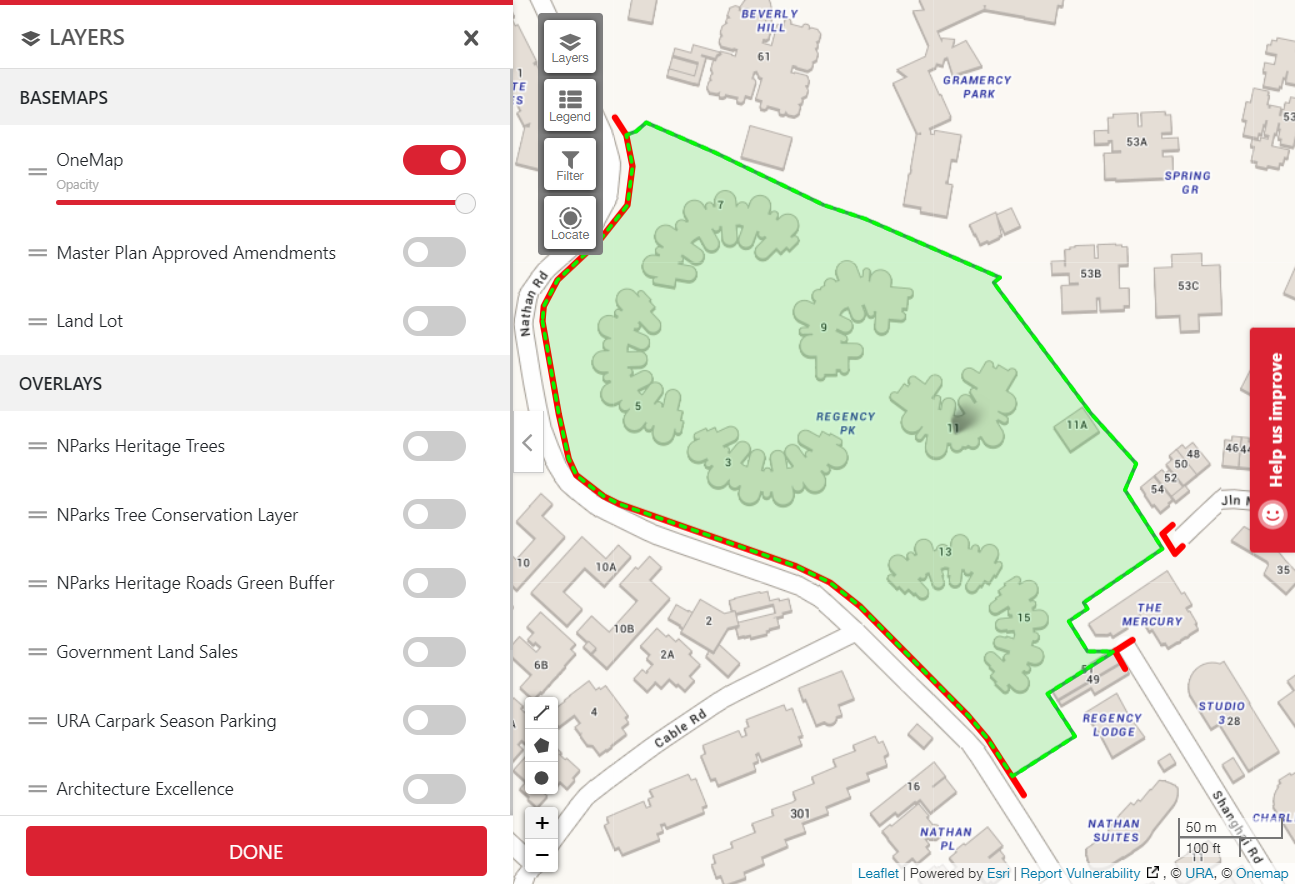 LAYERS
BASEMAPS
OneMap
Opacity
Master Plan Approved Amendments
Land Lot
OVERLAYS
NParks Heritage Trees
NParks Tree Conservation Layer
NParks Heritage Roads Green Buffer
Government Land Sales
URA Carpark Season Parking
Architecture Excellence
DONE
Layers
Legend
Filter
Locate
BEVERLY
HILL
61
GRAMERCY
PARK
53A
SPRING
GR
53B
53C
7
Nathan Rd
9
5
REGENCY
PK
11
11A
3
48
50
52
54
46
Jln
Help us improve
13
15
10
10A
10B
2
2A
6B
4
35
THE
MERCURY
51
49
REGENCY
LODGE
STUDIO
3
28
Cable Rd
16
301
NATHAN
PL
NATHAN
SUITES
Shanghai Rd
50 m
100 ft
+
−
Leaflet | Powered by Esri | Report Vulnerability , © URA, © Onemap